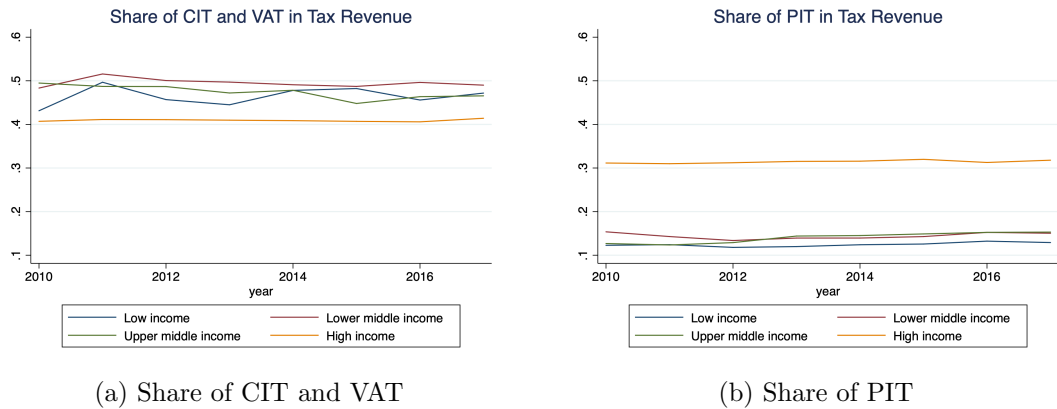 Share of CIT and VAT in Tax Revenue
.6
.5
.4
.3
.2
.1
2010 2012 2014 2016
year
Low income Lower middle income
Upper middle income High income
(a) Share of CIT and VAT
Share of PIT in Tax Revenue
.6
.5
.4
.3
.2
.1
2010 2012 2014 2016
year
Low income Lower middle income
Upper middle income High income
(b) Share of PIT